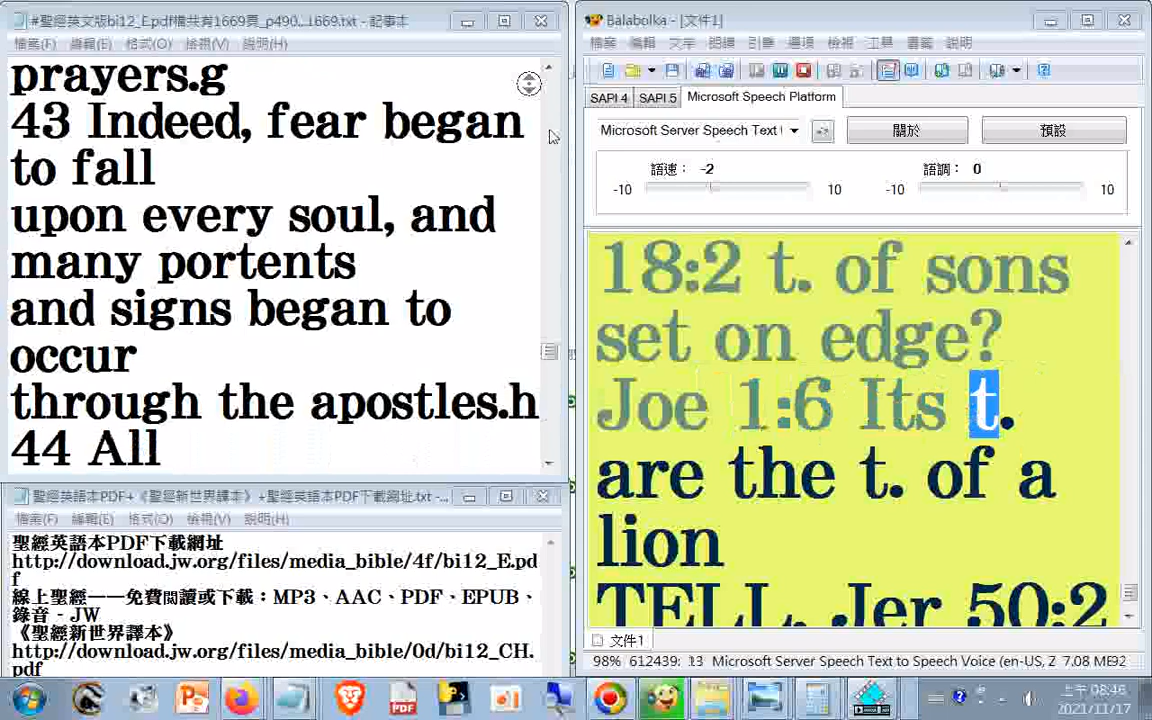 #聖經英文版bi12_E.pdf檔共有1669頁_p490...1669.txt - 記事本
檔案(F) 編輯(E) 格式(O) 檢視(V) 說明(H)
prayers.g
43 Indeed, fear began
to fall
upon every soul, and
many portents
and signs began to
occur
through the apostles.h
44 All
聖經英語本PDF+《聖經新世界譯本》+聖經英語本PDF下載網址.txt - ...
檔案(F) 編輯(E) 格式(O) 檢視(V) 說明(H)
聖經英語本PDF下載網址
http://download.jw.org/files/media_bible/4f/bi12_E.pd
f
線上聖經——免費閱讀或下載：MP3、AAC、PDF、EPUB、
錄音 - JW
《聖經新世界譯本》
http://download.jw.org/files/media_bible/0d/bi12_CH.
pdf
Balabolka - [文件1]
檔案 編輯 文字 朗讀 引擎 選項 檢視 工具 書籤 說明
SAPI 4 SAPI 5 Microsoft Speech Platform
Microsoft Server Speech Text 關於 預設
語速： -2 語調： 0
-10 10 -10 10
18:2 t. of sons
set on edge?
Joe 1:6 Its t.
are the t. of a
lion
TELL, Jer 50:2
文件1
98% 612439: 13 Microsoft Server Speech Text to Speech Voice (en-US, Z 7.08 ME92
上午 08:46
2021/11/17